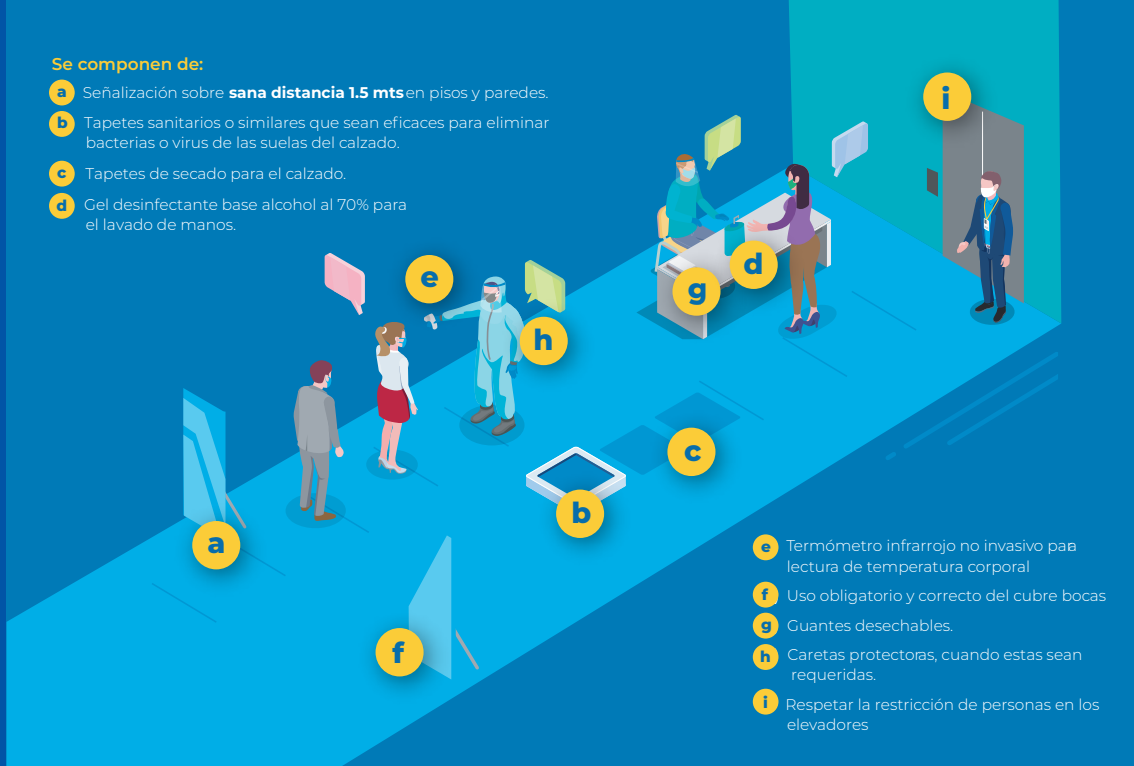 Se componen de:
a Señalización sobre sana distancia 1.5 mts en pisos y paredes.
b Tapetes sanitarios o similares que sean eficaces para eliminar
bacterias o virus de las suelas del calzado.
c Tapetes de secado para el calzado.
d Gel desinfectante base alcohol al 70% para
el lavado de manos.
i
e
d
g
h
c
b
a
f
e Termómetro infrarrojo no invasivo para
lectura de temperatura corporal
f Uso obligatorio y correcto del cubre bocas
g Guantes desechables.
h Caretas protectoras, cuando estas sean
requeridas.
i Respetar la restricción de personas en los
elevadores